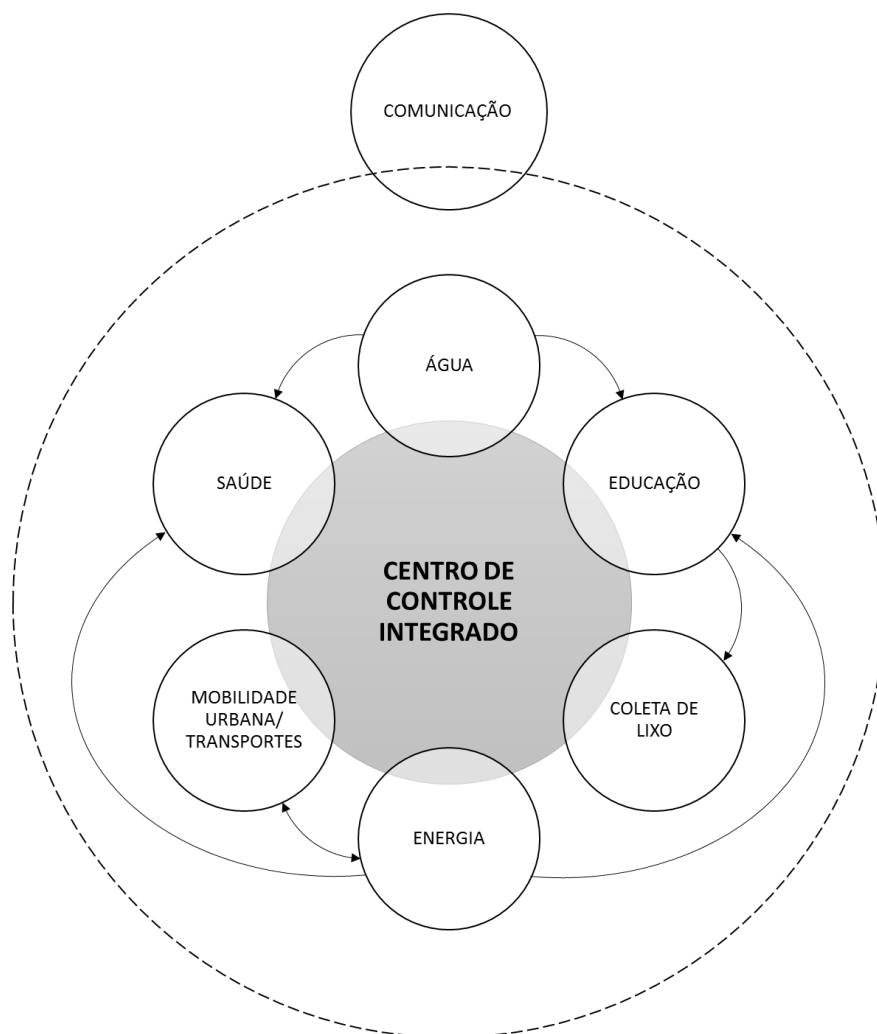 COMUNICAÇÃO
ÁGUA
SAÚDE
EDUCAÇÃO
CENTRO DE
CONTROLE
INTEGRADO
MOBILIDADE
URBANA/
TRANSPORTES
COLETA DE
LIXO
ENERGIA